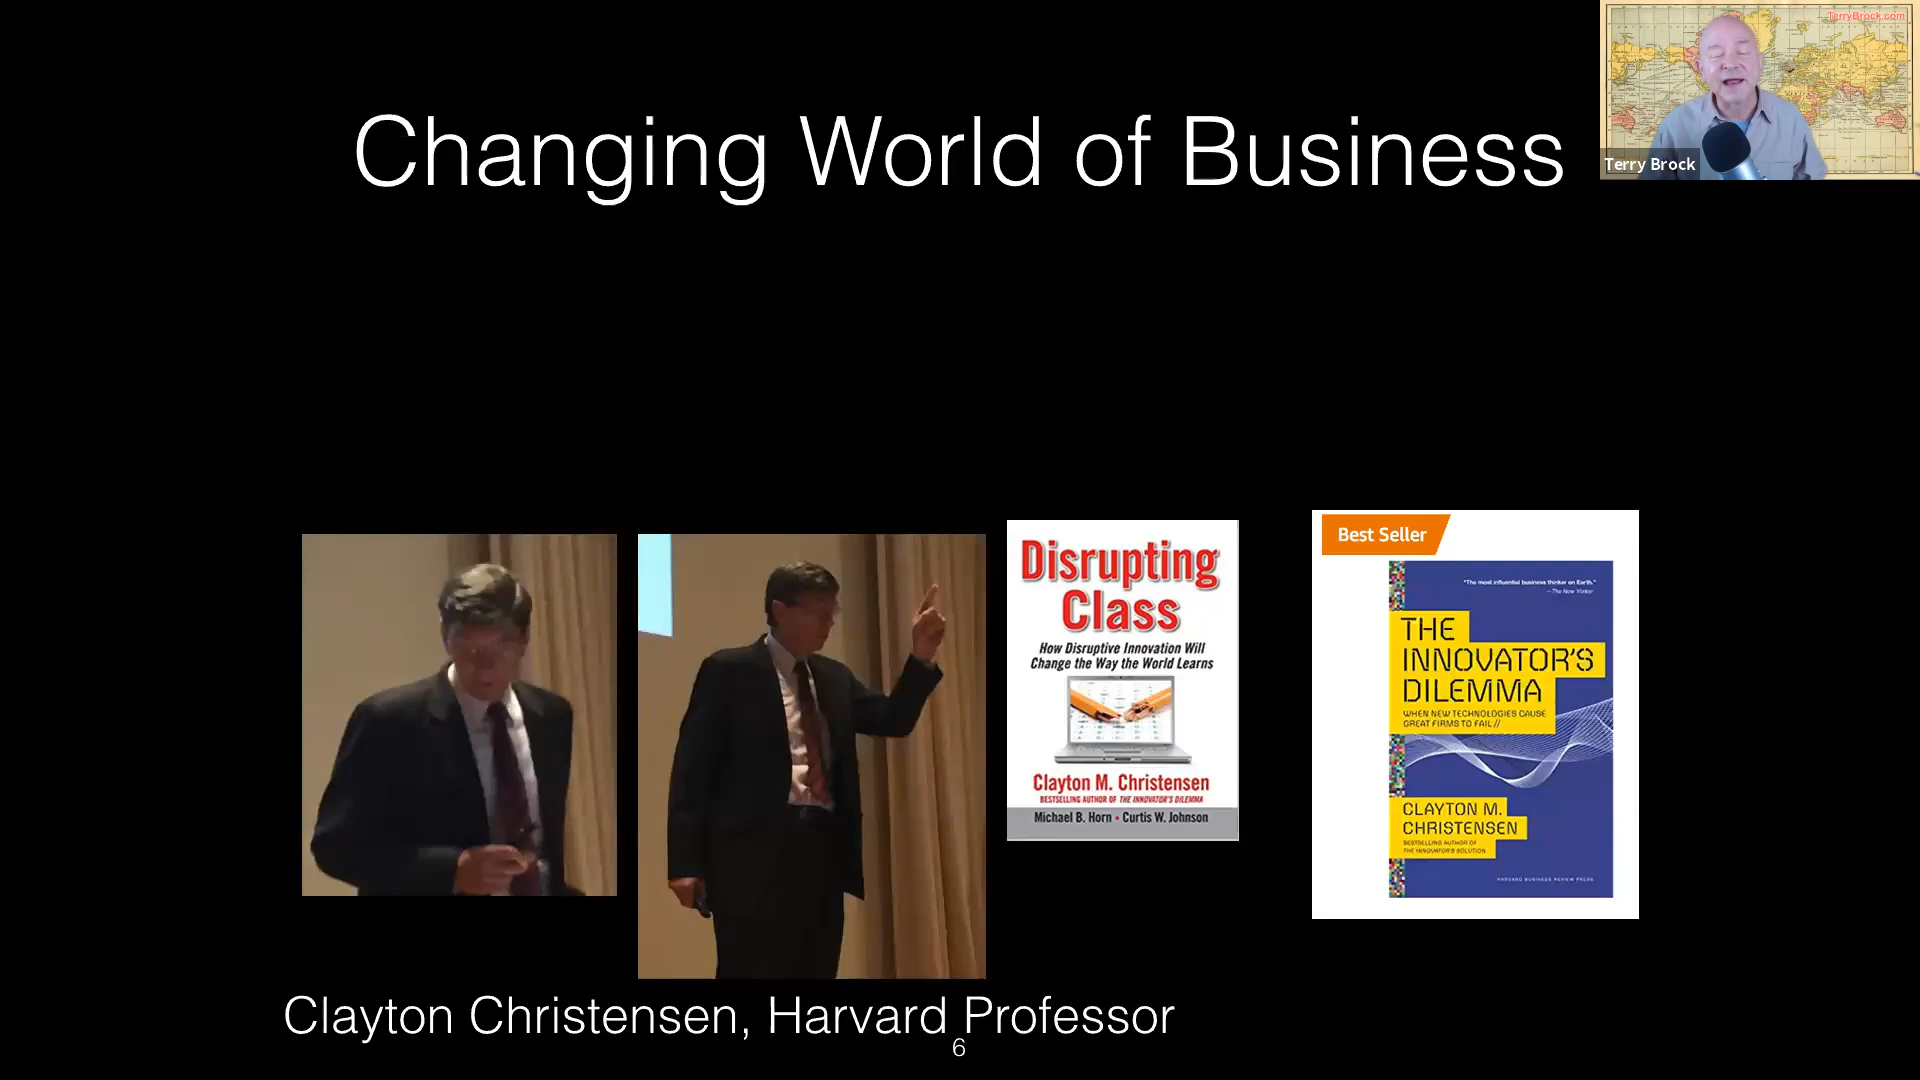 Changing World of Business
TerryBrock.com
Terry Brock
Disrupting
Class
How Disruptive Innovation Will
Change the Way the World Learns
Clayton M. Christensen
BESTSELLING AUTHOR OF THE INNOVATOR'S DILEMMA
Michael B. Horn • Curtis W. Johnson
Best Seller
"The most influential business thinker on Earth."
—The New Yorker
THE
INNOVATOR'S
DILEMMA
WHEN NEW TECHNOLOGIES CAUSE
GREAT FIRMS TO FAIL//
CLAYTON M.
CHRISTENSEN
BESTSELLING AUTHOR OF
THE INNOVATOR'S SOLUTION
HARVARD BUSINESS REVIEW PRESS
Clayton Christensen, Harvard Professor
6